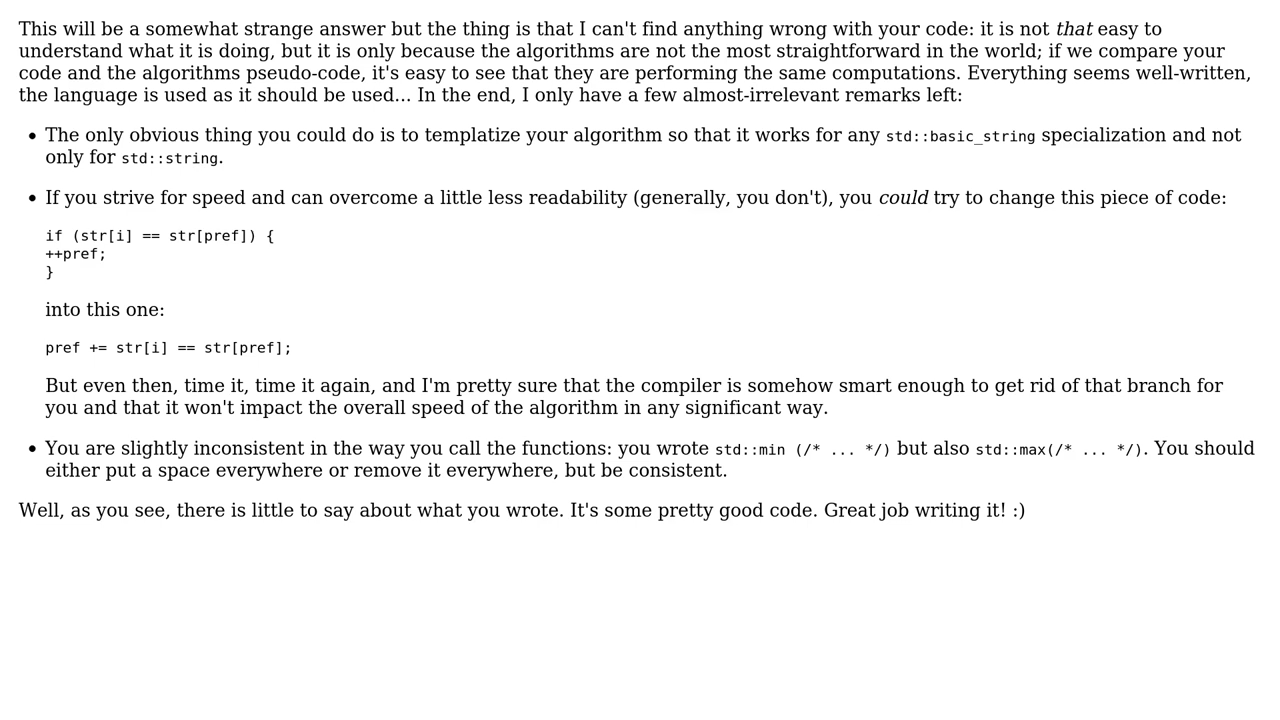 This will be a somewhat strange answer but the thing is that I can't find anything wrong with your code: it is not that easy to
understand what it is doing, but it is only because the algorithms are not the most straightforward in the world; if we compare your
code and the algorithms pseudo-code, it's easy to see that they are performing the same computations. Everything seems well-written,
the language is used as it should be used... In the end, I only have a few almost-irrelevant remarks left:
• The only obvious thing you could do is to templatize your algorithm so that it works for any std::basic_string specialization and not
only for std::string.
• If you strive for speed and can overcome a little less readability (generally, you don't), you could try to change this piece of code:
if (str[i] == str[pref]) {
++pref;
}
into this one:
pref += str[i] == str[pref];
But even then, time it, time it again, and I'm pretty sure that the compiler is somehow smart enough to get rid of that branch for
you and that it won't impact the overall speed of the algorithm in any significant way.
• You are slightly inconsistent in the way you call the functions: you wrote std::min (/* ... */) but also std::max(/* ... */). You should
either put a space everywhere or remove it everywhere, but be consistent.
Well, as you see, there is little to say about what you wrote. It's some pretty good code. Great job writing it! :)